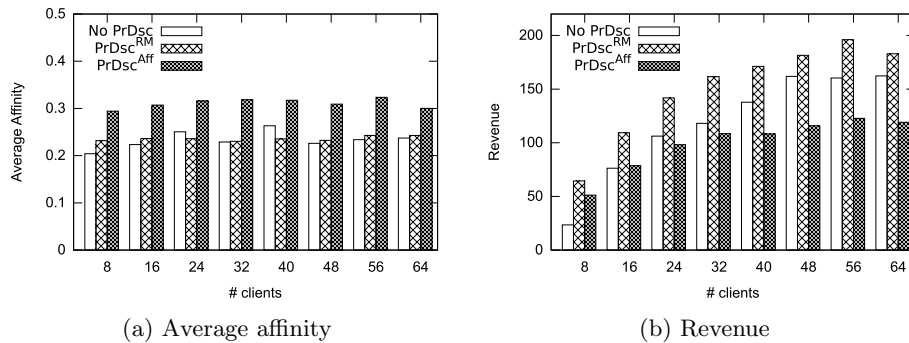 0.5
0.4
0.3
0.2
0.1
0
Average Affinity
No PrDsc
PrDsc^RM
PrDsc^Aff
8 16 24 32 40 48 56 64
# clients
(a) Average affinity
200
150
100
50
0
Revenue
No PrDsc
PrDsc^RM
PrDsc^Aff
8 16 24 32 40 48 56 64
# clients
(b) Revenue